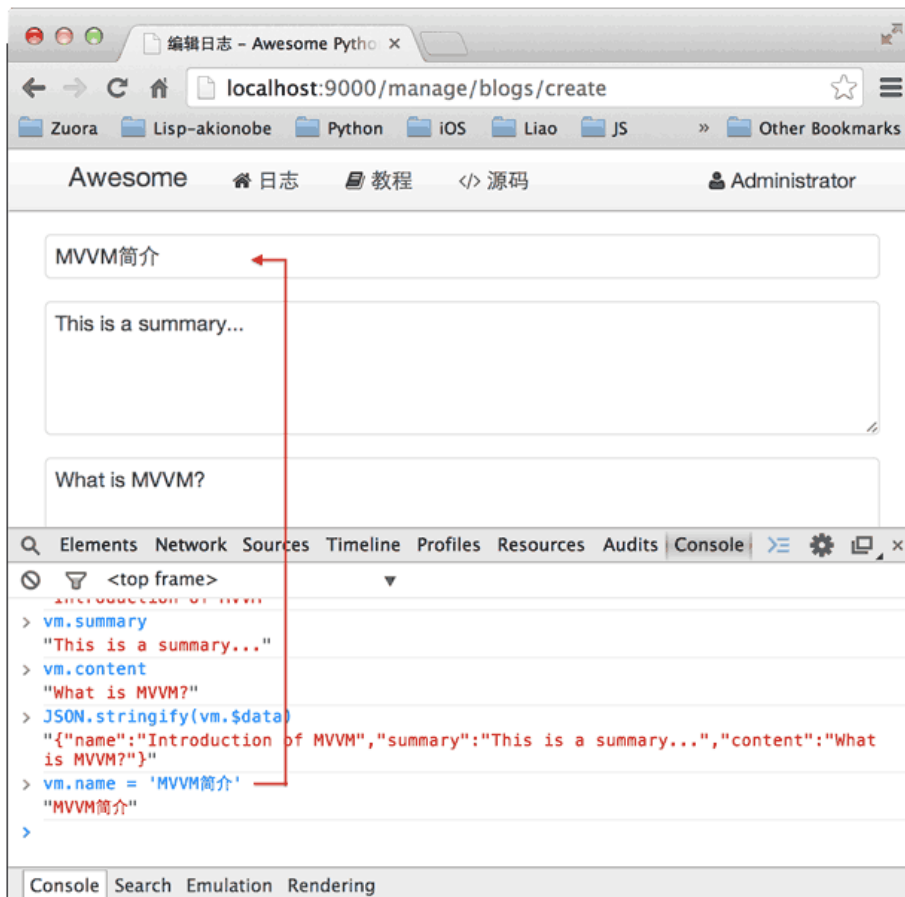 编辑日志 - Awesome Pytho
localhost:9000/manage/blogs/create
Zuora Lisp-akionobe Python iOS Liao JS » Other Bookmarks
Awesome 日志 教程 </> 源码 Administrator
MVVM简介
This is a summary...
What is MVVM?
Elements Network Sources Timeline Profiles Resources Audits Console
<top frame> ▼
"Introduction of MVVM"
> vm.summary
"This is a summary..."
> vm.content
"What is MVVM?"
> JSON.stringify(vm.$data)
"{"name":"Introduction of MVVM","summary":"This is a summary...","content":"What
is MVVM?"}"
> vm.name = 'MVVM简介'
"MVVM简介"
>
Console Search Emulation Rendering